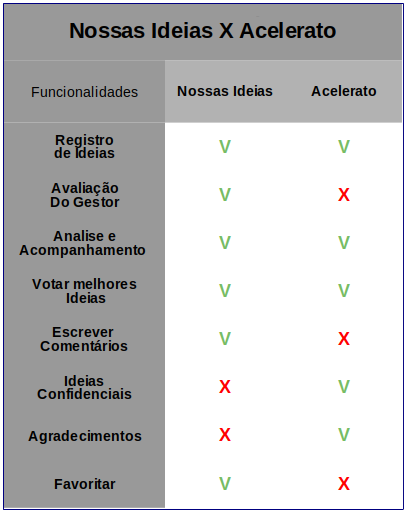 Nossas Ideias X Acelerato
Funcionalidades Nossas Ideias Acelerato
Registro
de Ideias V V
Avaliação
Do Gestor V X
Analise e
Acompanhamento V V
Votar melhores
Ideias V V
Escrever
Comentários V X
Ideias
Confidenciais X V
Agradecimentos X V
Favoritar V X